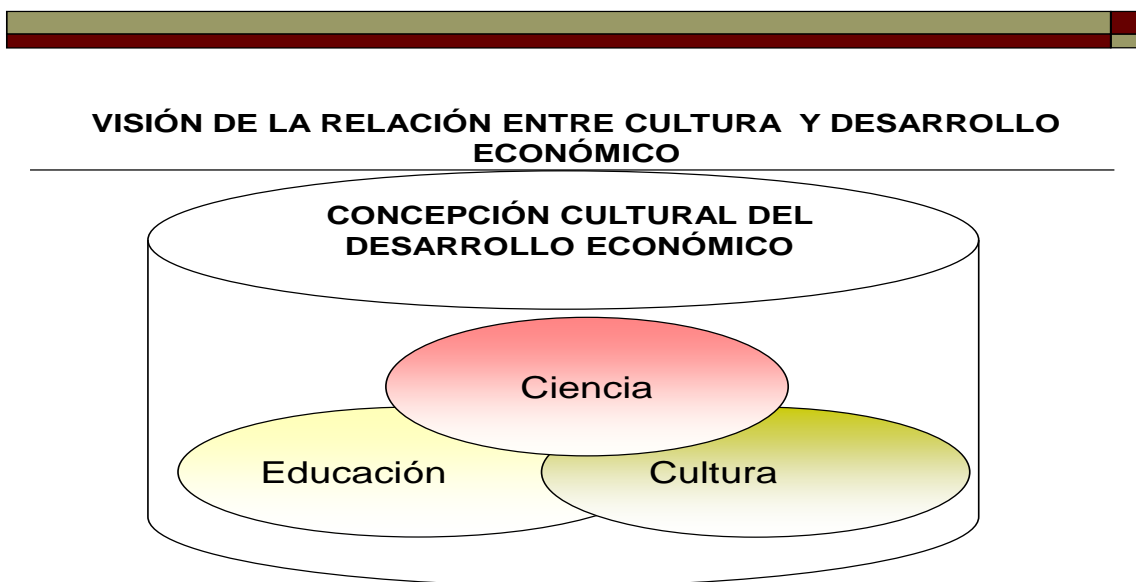 VISIÓN DE LA RELACIÓN ENTRE CULTURA Y DESARROLLO
ECONÓMICO
CONCEPCIÓN CULTURAL DEL
DESARROLLO ECONÓMICO
Ciencia
Educación
Cultura